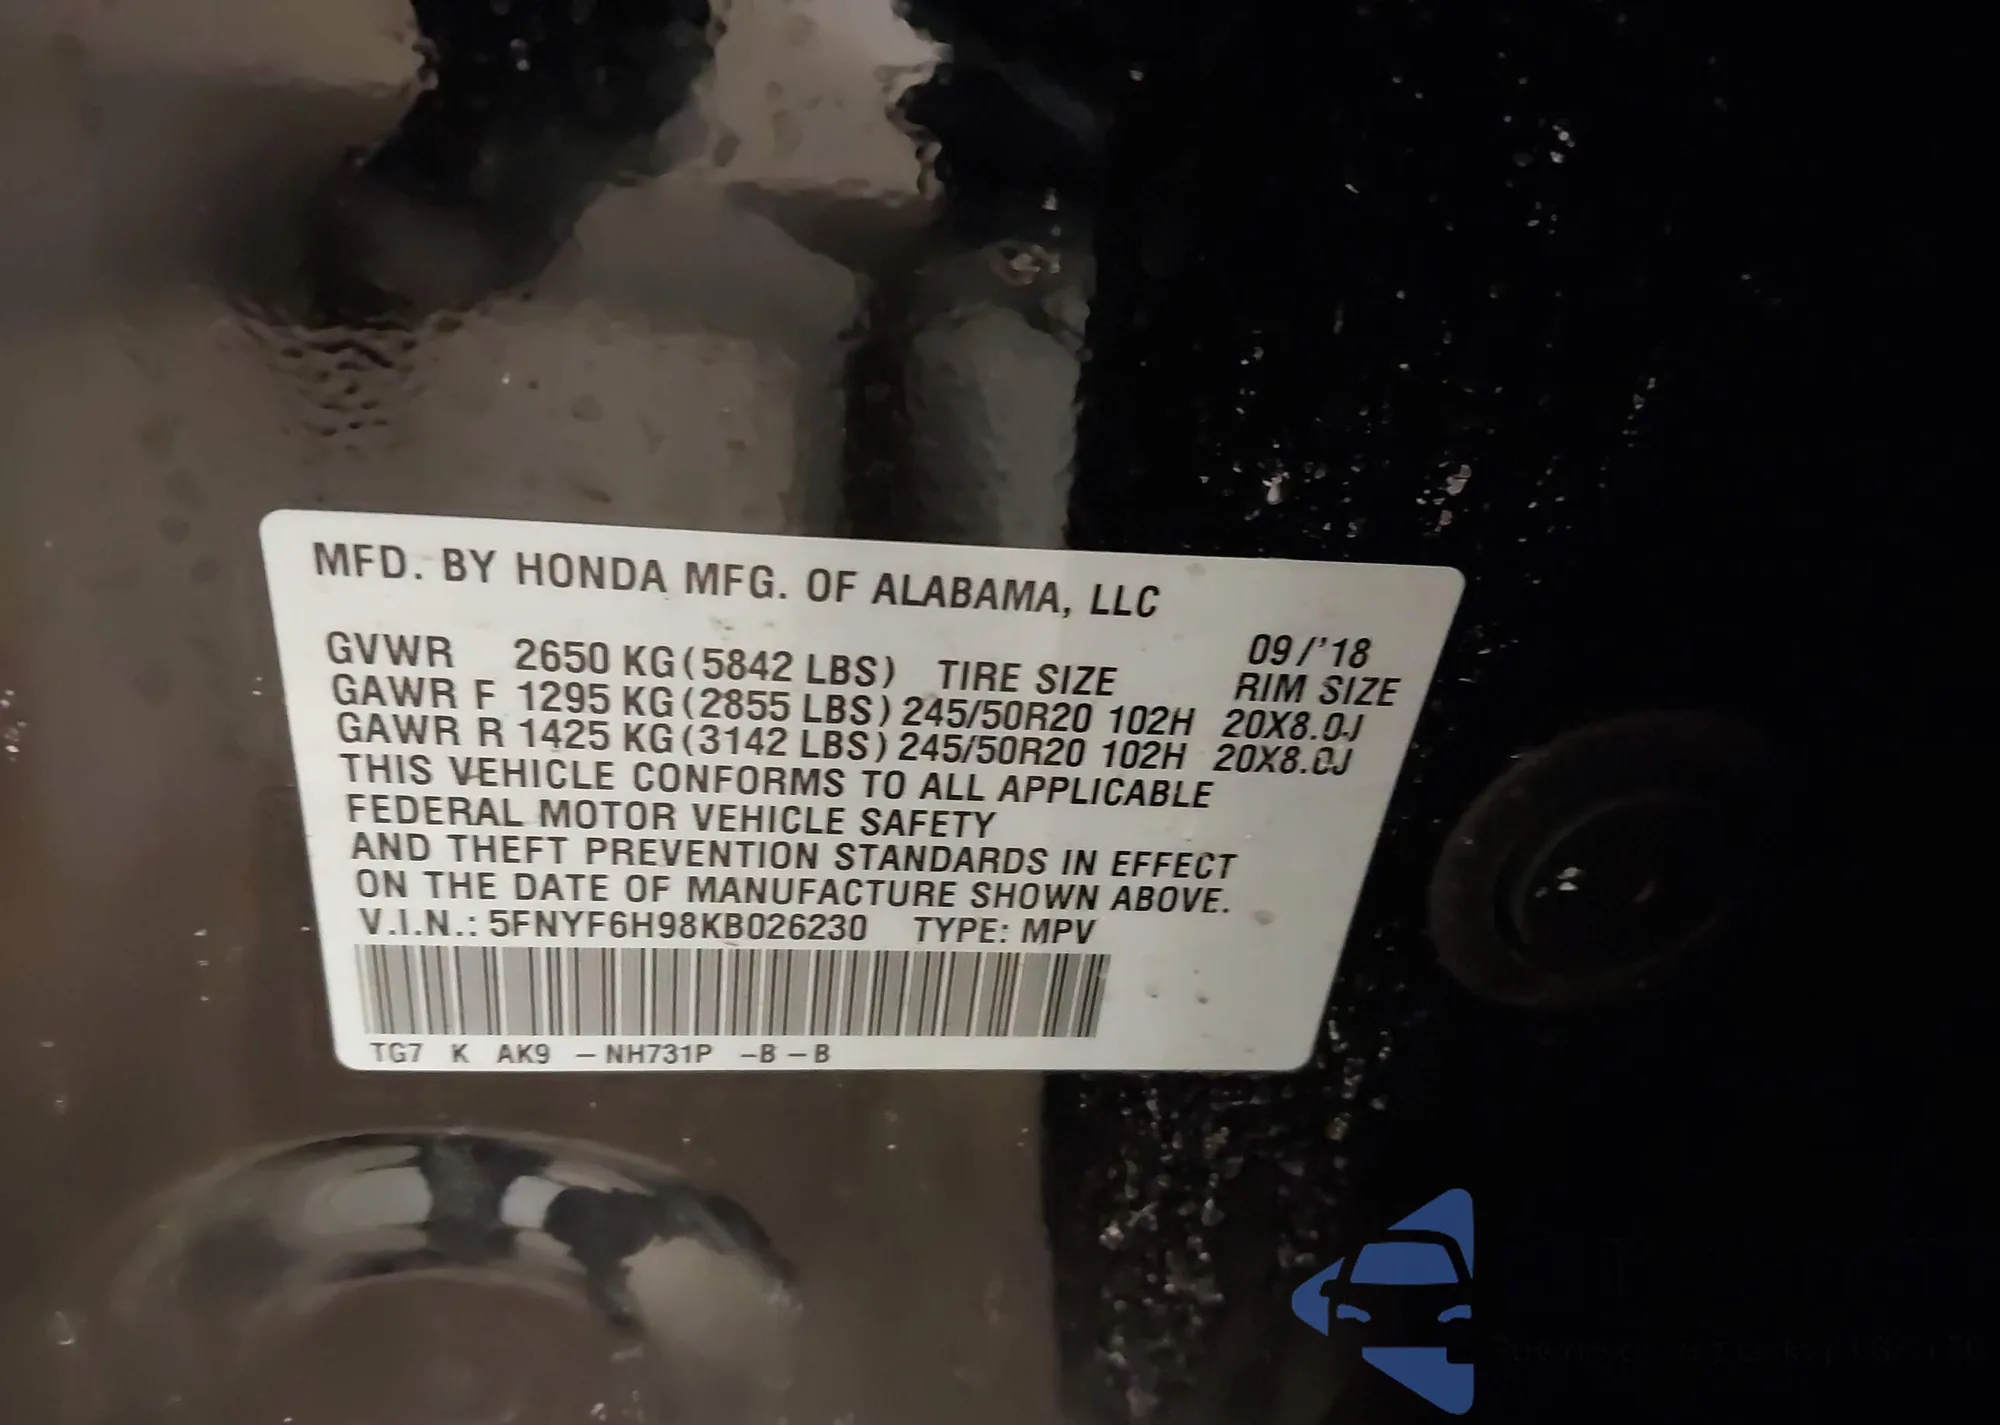 MFD. BY HONDA MFG. OF ALABAMA, LLC
09/'18
GVWR 2650 KG (5842 LBS) TIRE SIZE RIM SIZE
GAWR F 1295 KG (2855 LBS) 245/50R20 102H 20X8.0J
GAWR R 1425 KG (3142 LBS) 245/50R20 102H 20X8.0J
THIS VEHICLE CONFORMS TO ALL APPLICABLE
FEDERAL MOTOR VEHICLE SAFETY
AND THEFT PREVENTION STANDARDS IN EFFECT
ON THE DATE OF MANUFACTURE SHOWN ABOVE.
V.I.N.: 5FNYF6H98KB026230 TYPE: MPV
TG7 K AK9 -NH731P -B-B